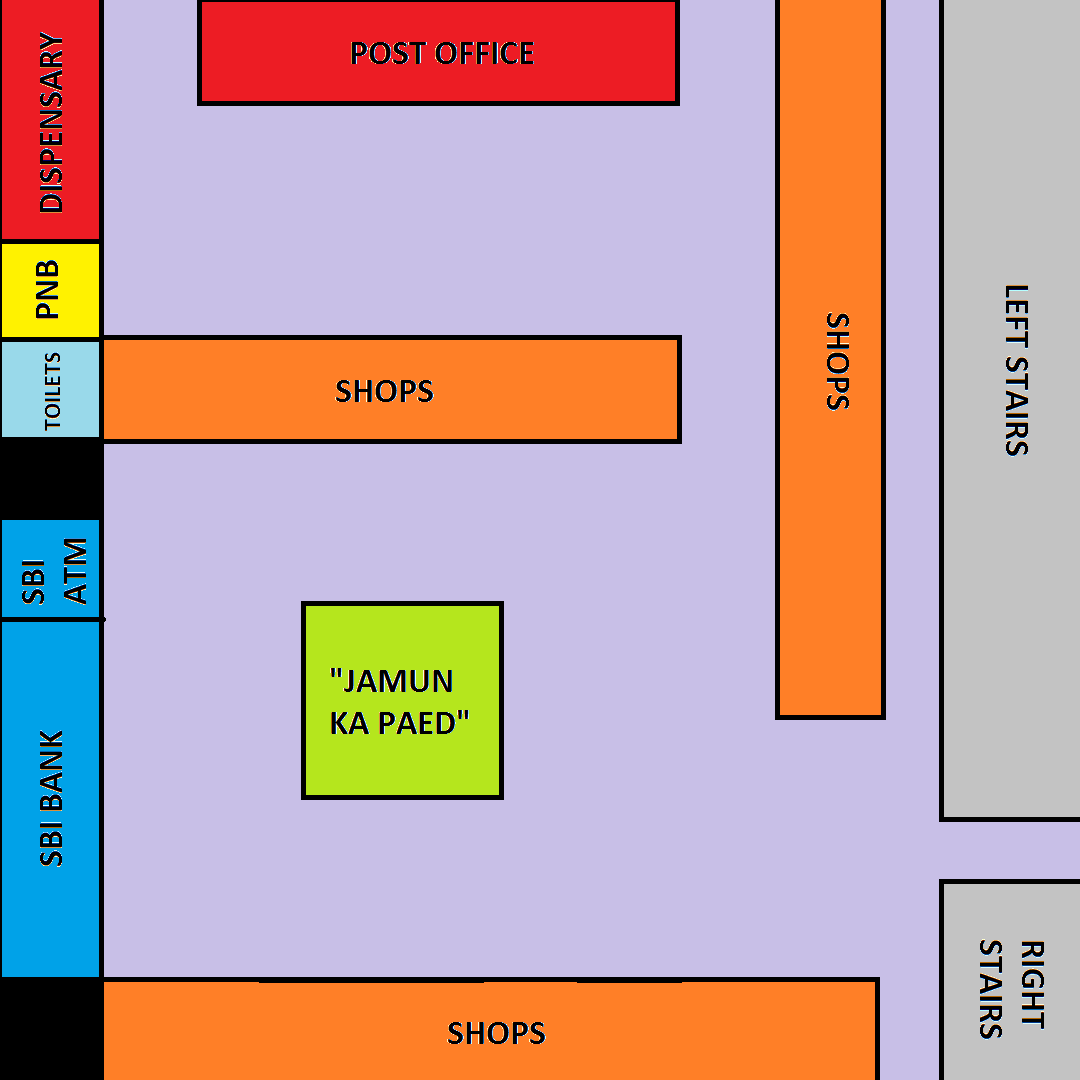 DISPENSARY
POST OFFICE
PNB
TOILETS
SHOPS
SHOPS
LEFT STAIRS
SBI
ATM
"JAMUN
KA PAED"
SBI BANK
SHOPS
RIGHT
STAIRS